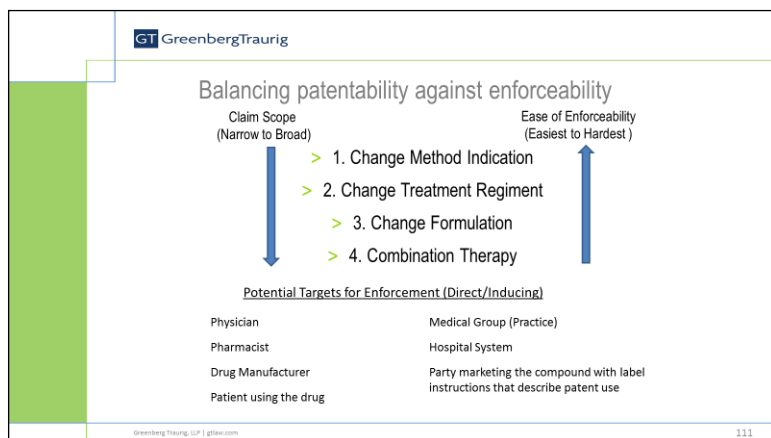 GT GreenbergTraurig
Balancing patentability against enforceability
Claim Scope
(Narrow to Broad)
Ease of Enforceability
(Easiest to Hardest )
> 1. Change Method Indication
> 2. Change Treatment Regiment
> 3. Change Formulation
> 4. Combination Therapy
Potential Targets for Enforcement (Direct/Inducing)
Physician
Pharmacist
Drug Manufacturer
Patient using the drug
Medical Group (Practice)
Hospital System
Party marketing the compound with label
instructions that describe patent use
Greenberg Traurig, LLP | gtlaw.com
111